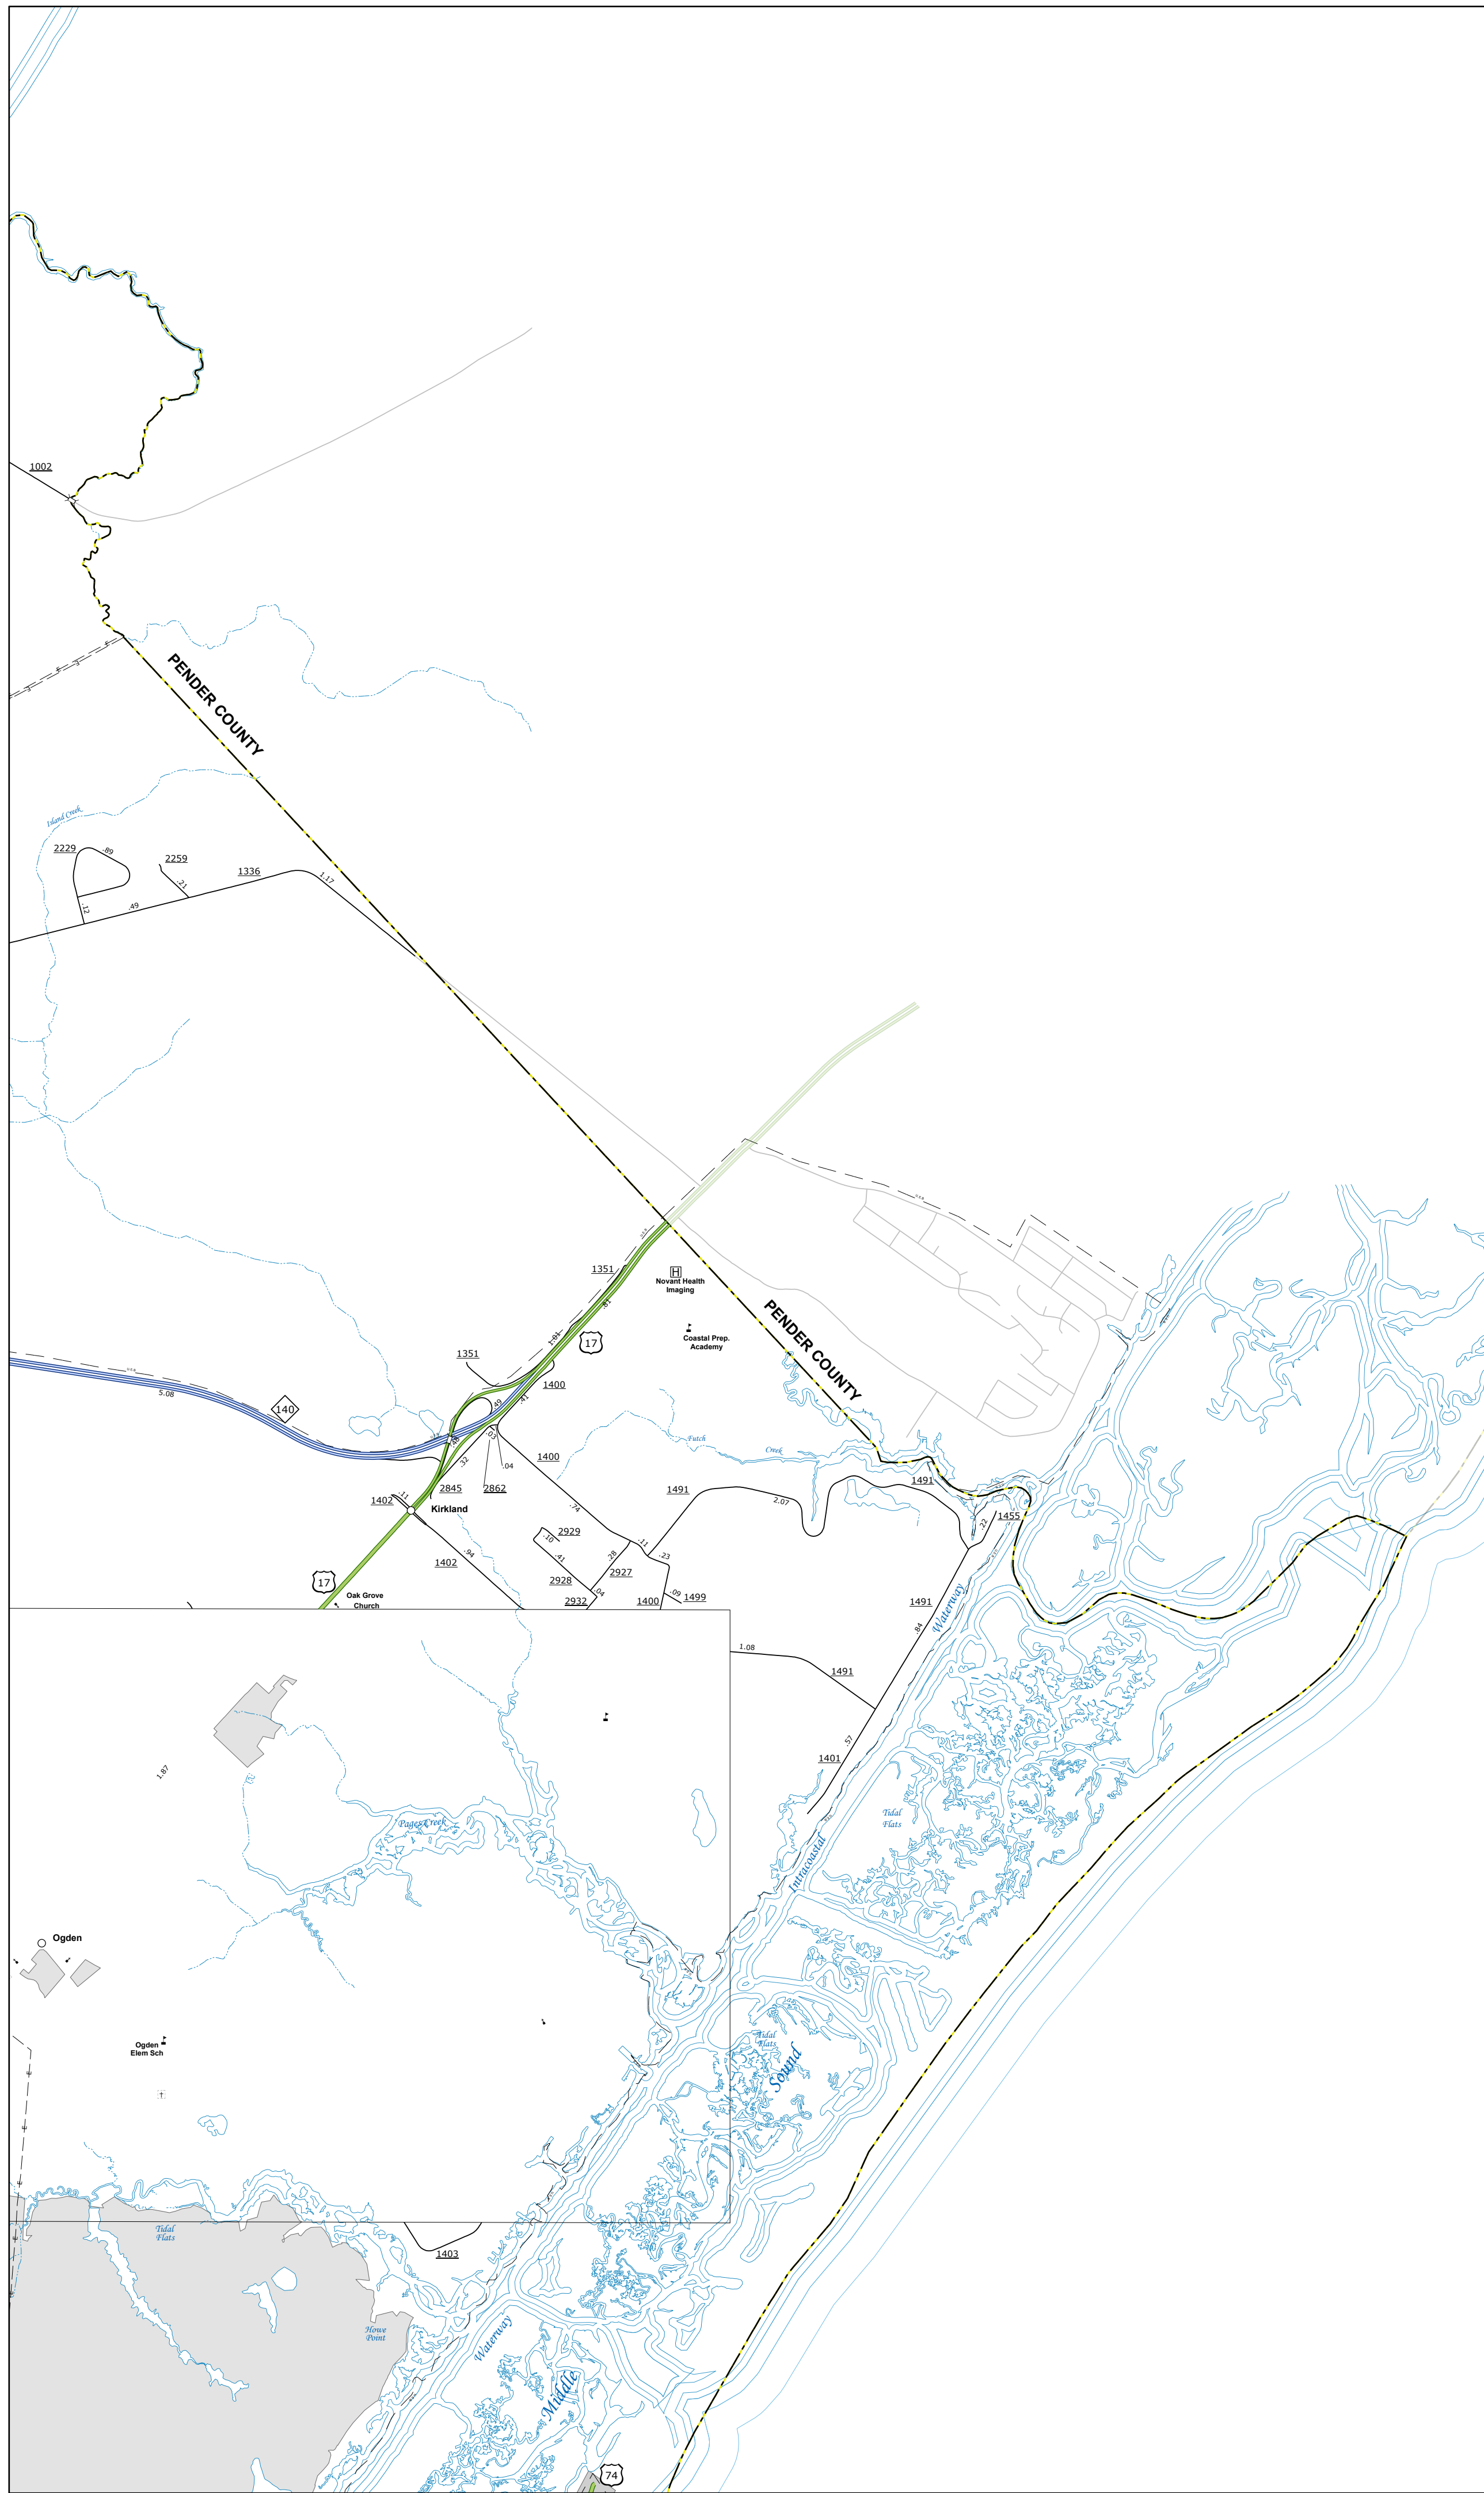 1002
PENDER COUNTY
Island Creek
2229
.89
2259
.21
1336
1.17
.12
.49
1351
.81
Novant Health
Imaging
1.01
17
Coastal Prep.
Academy
PENDER COUNTY
1351
5.08
140
.49
.41
1400
.48
.03
Futch
Creek
1400
.04
.32
2845
2862
1491
1491
2.07
1402
.11
Kirkland
.74
.22
1455
2929
.10
.11
.94
.41
.28
.23
1402
2928
2927
17
Oak Grove
Church
.04
2932
1400
.09
1499
1491
.84
Waterway
1.08
1491
.57
1401
1.87
Tidal
Flats
Pages Creek
Intracoastal
Ogden
Tidal
Flats
Sound
Ogden
Elem Sch
Tidal
Flats
1403
Howe
Point
Waterway
Middle
74